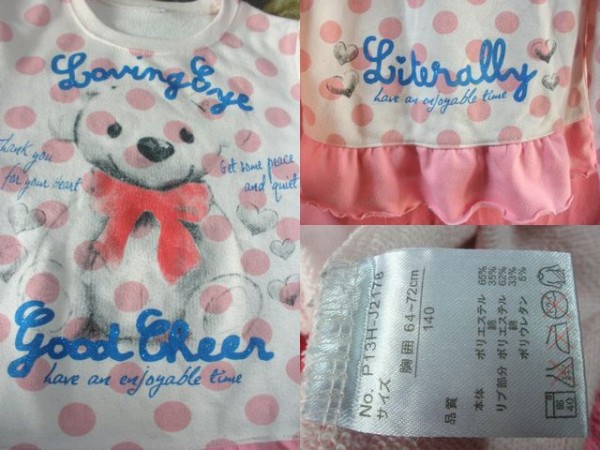 Loving Eye
Thank you
for your heart
Get some peace
and quiet
Good Cheer
have an enjoyable time
Literally
have an enjoyable time
No. P13H-J2178
サイズ
胸囲 64~72cm
140
品質
本体 ポリエステル 65%
綿 35%
リブ部分 ポリエステル 62%
綿 33%
ポリウレタン 5%
弱
40